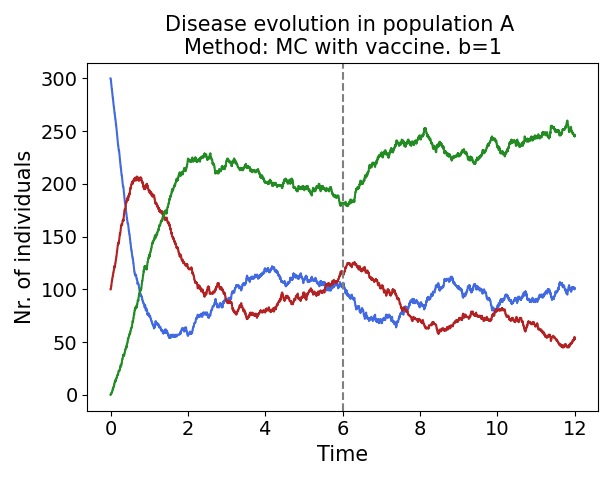 Disease evolution in population A
Method: MC with vaccine. b=1
Nr. of individuals
300
250
200
150
100
50
0
0 2 4 6 8 10 12
Time